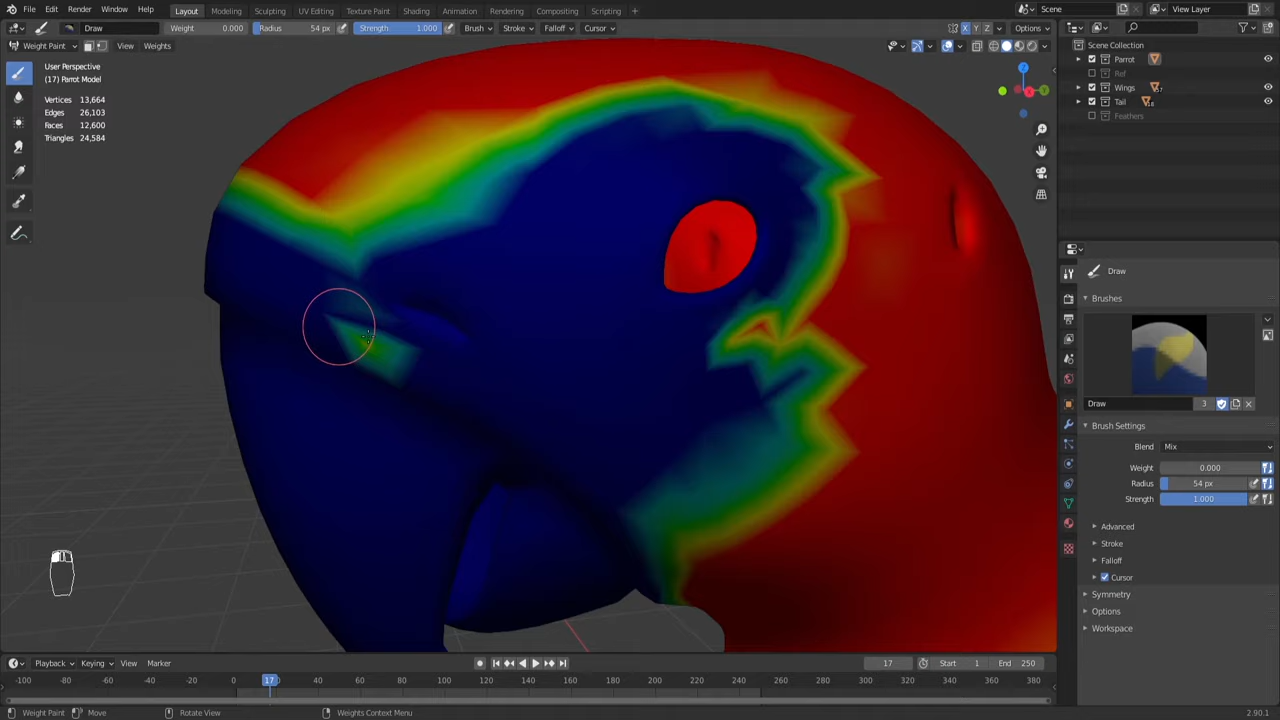 File Edit Render Window Help Layout Modeling Sculpting UV Editing Texture Paint Shading Animation Rendering Compositing Scripting + Scene View Layer
Draw Weight 0.000 Radius 54 px Strength 1.000 Brush Stroke Falloff Cursor X Y Z Options
Weight Paint View Weights
User Perspective
(17) Parrot Model
Vertices 13,664
Edges 26,103
Faces 12,600
Triangles 24,584
Scene Collection
Parrot
Ref
Wings
Tail
Feathers
Draw
Brushes
Draw 3
Brush Settings
Blend Mix
Weight 0.000
Radius 54 px
Strength 1.000
Advanced
Stroke
Falloff
Cursor
Symmetry
Options
Workspace
Playback Keying View Marker 17 Start 1 End 250
-100 -80 -60 -40 -20 0 17 40 60 80 100 120 140 160 180 200 220 240 260 280 300 320 340 360 380
Weight Paint Move Rotate View Weights Context Menu 2.90.1